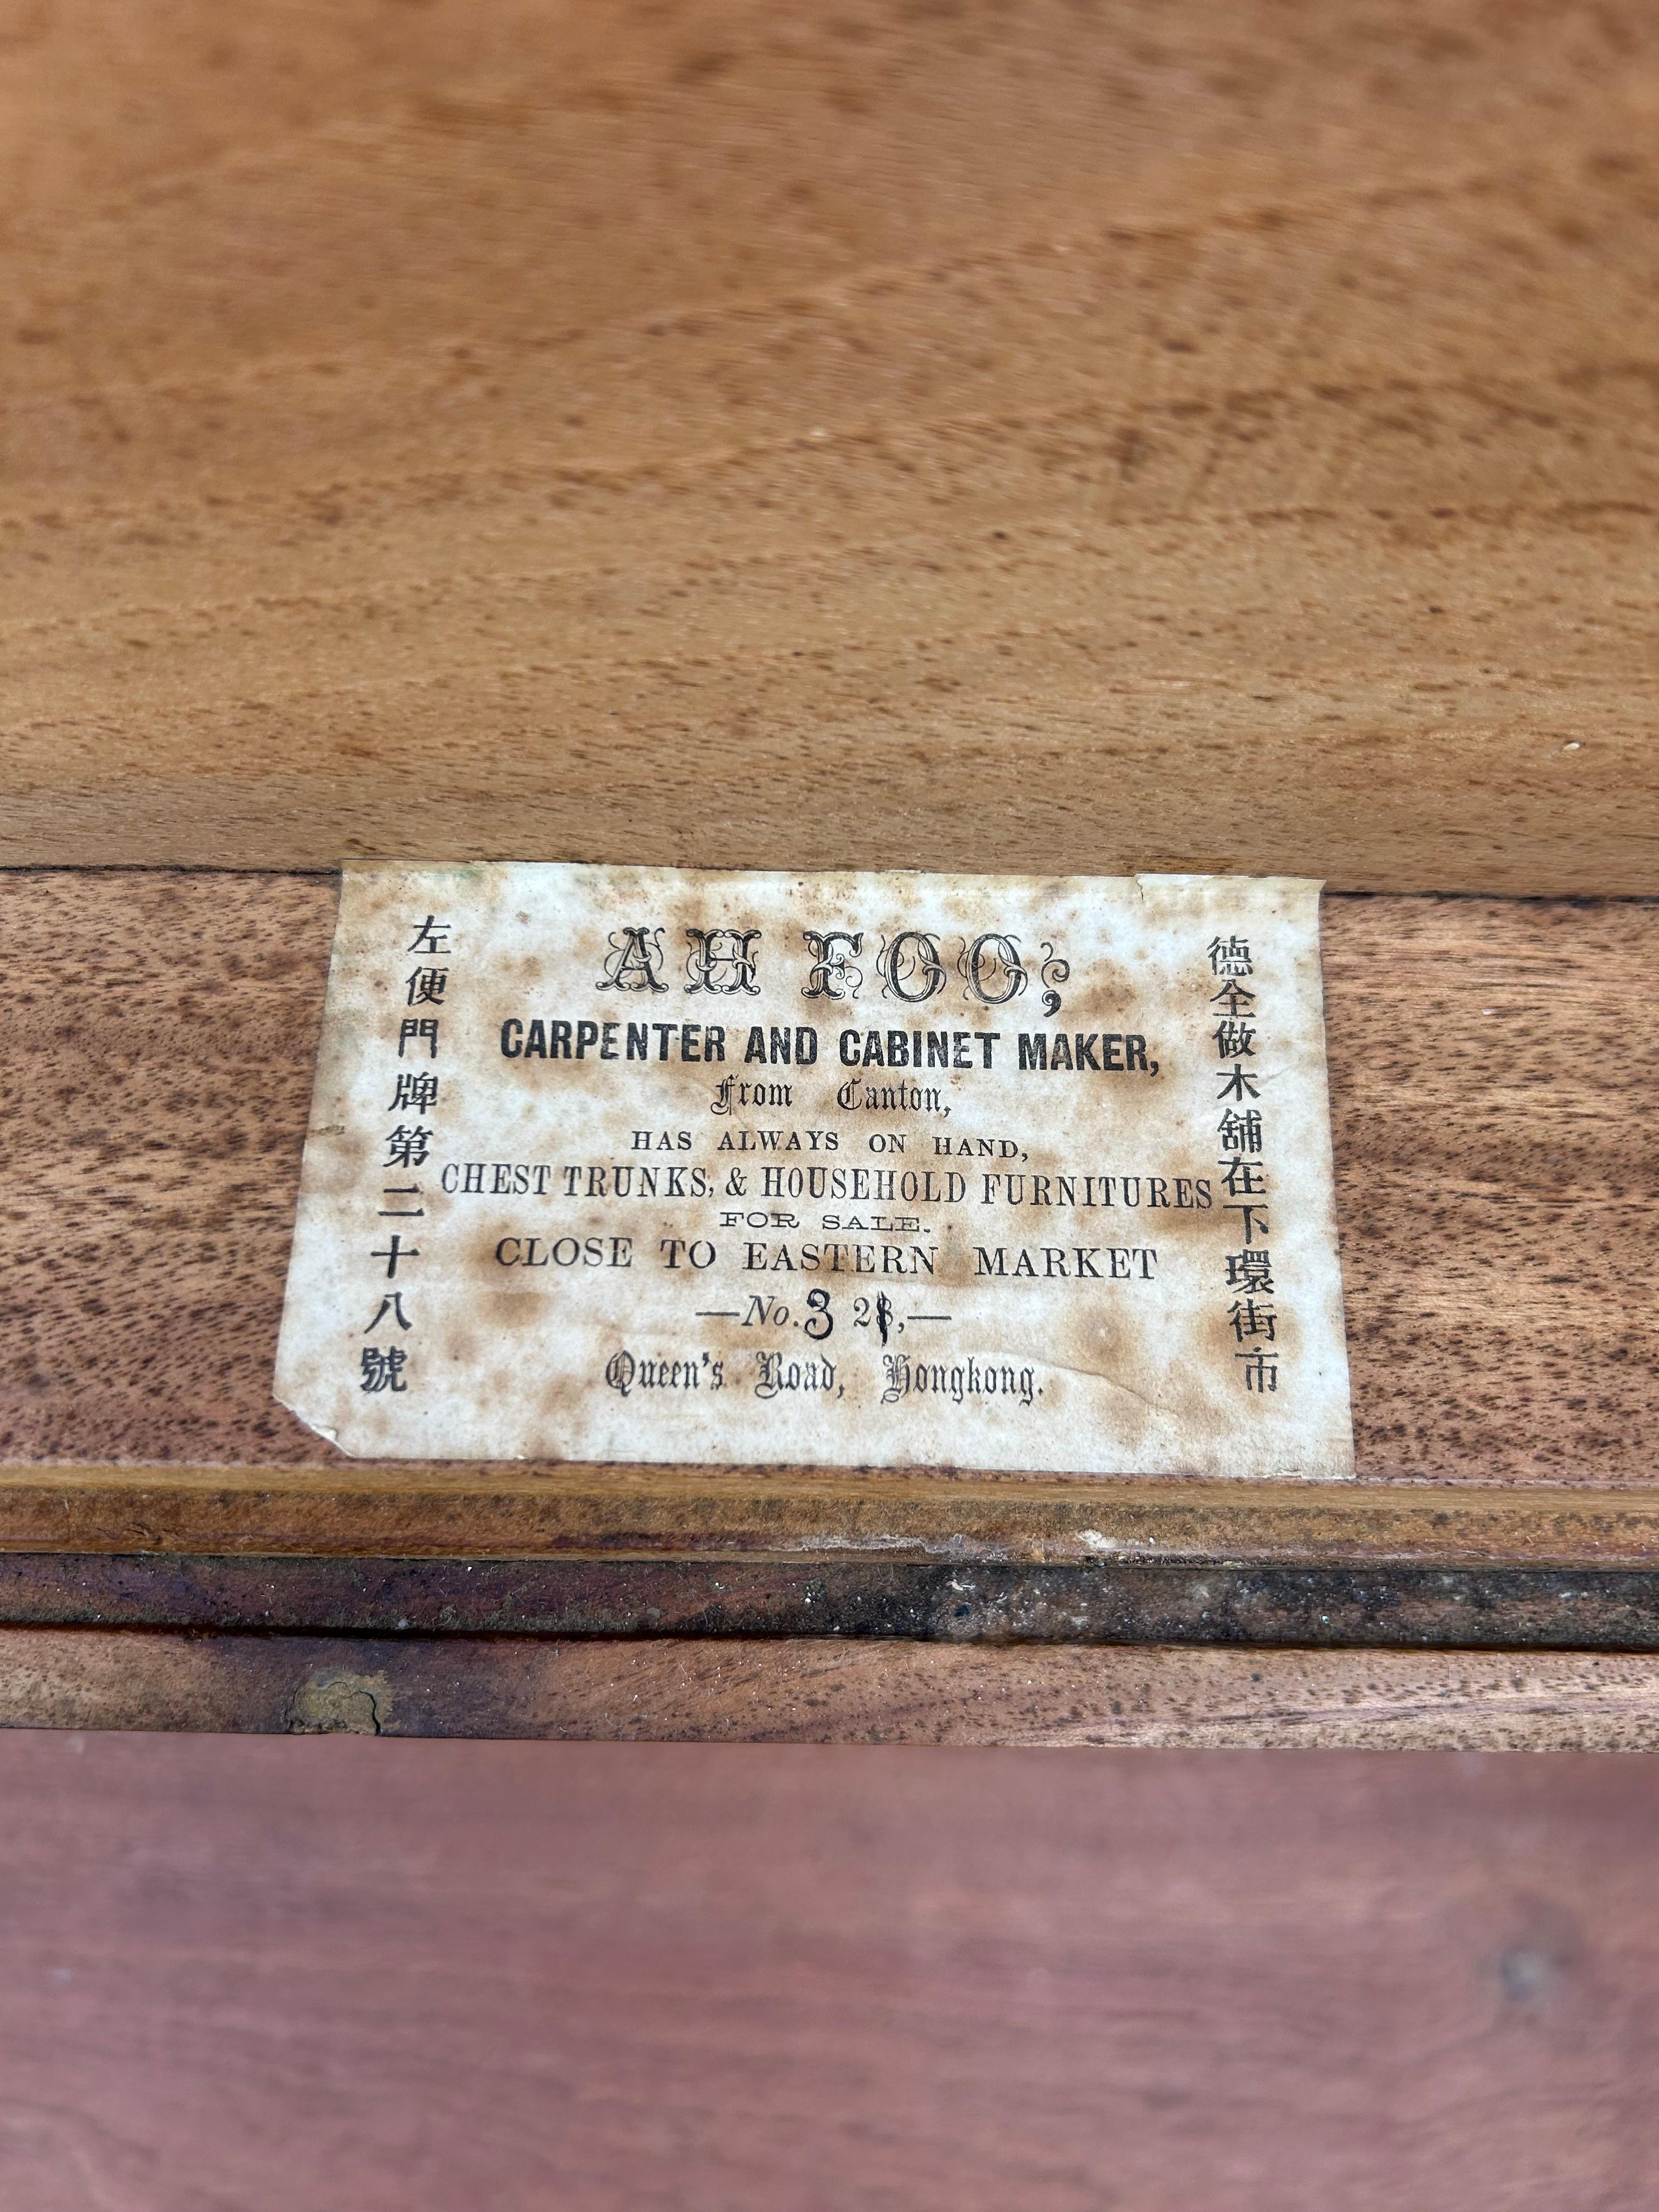 德全做木舖在下環街市
AH FOO;
CARPENTER AND CABINET MAKER,
From Canton,
HAS ALWAYS ON HAND,
CHEST TRUNKS, & HOUSEHOLD FURNITURES
FOR SALE.
CLOSE TO EASTERN MARKET
—No. 3 21,—
Queen's Road, Hongkong.
左便門牌第二十八號